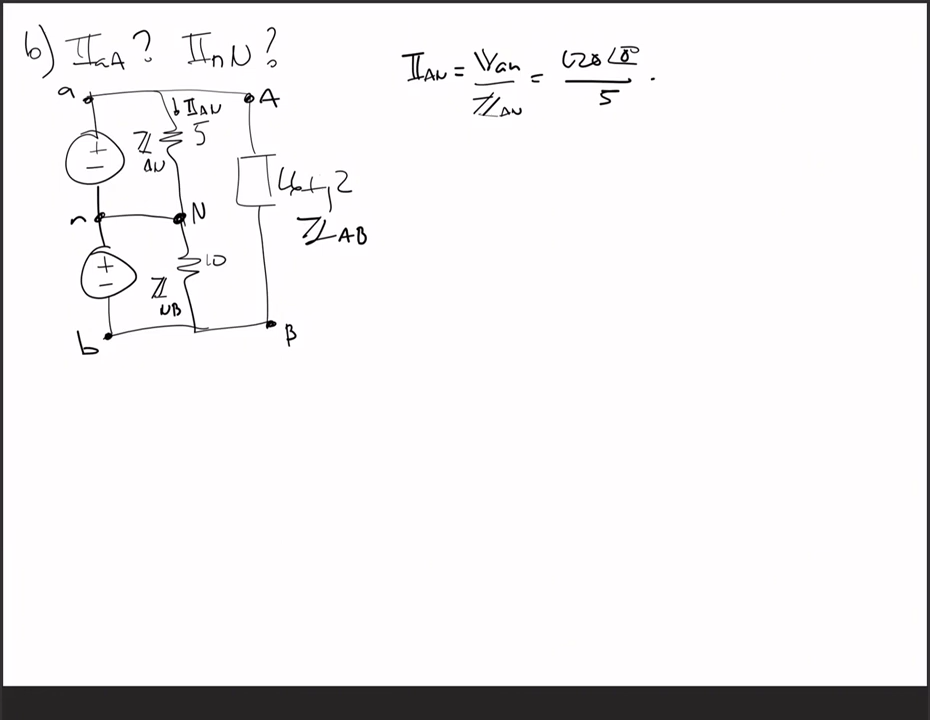 b) I_aA? I_nN?
I_AN = V_an / Z_AN = 120∠0° / 5
a
A
I_AN
+
−
Z_AN
5
n
N
Z_AB
+
−
Z_NB
10
b
B